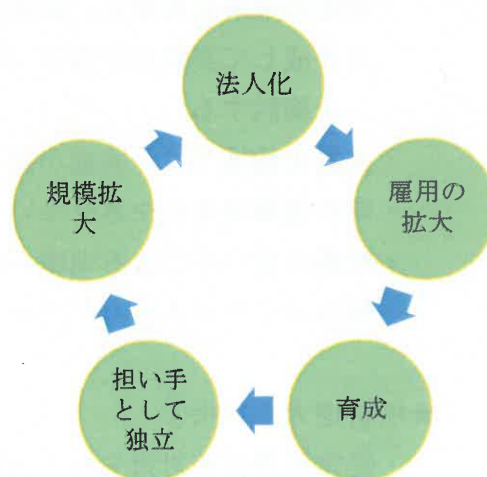 法人化
雇用の
拡大
育成
担い手
として
独立
規模拡
大